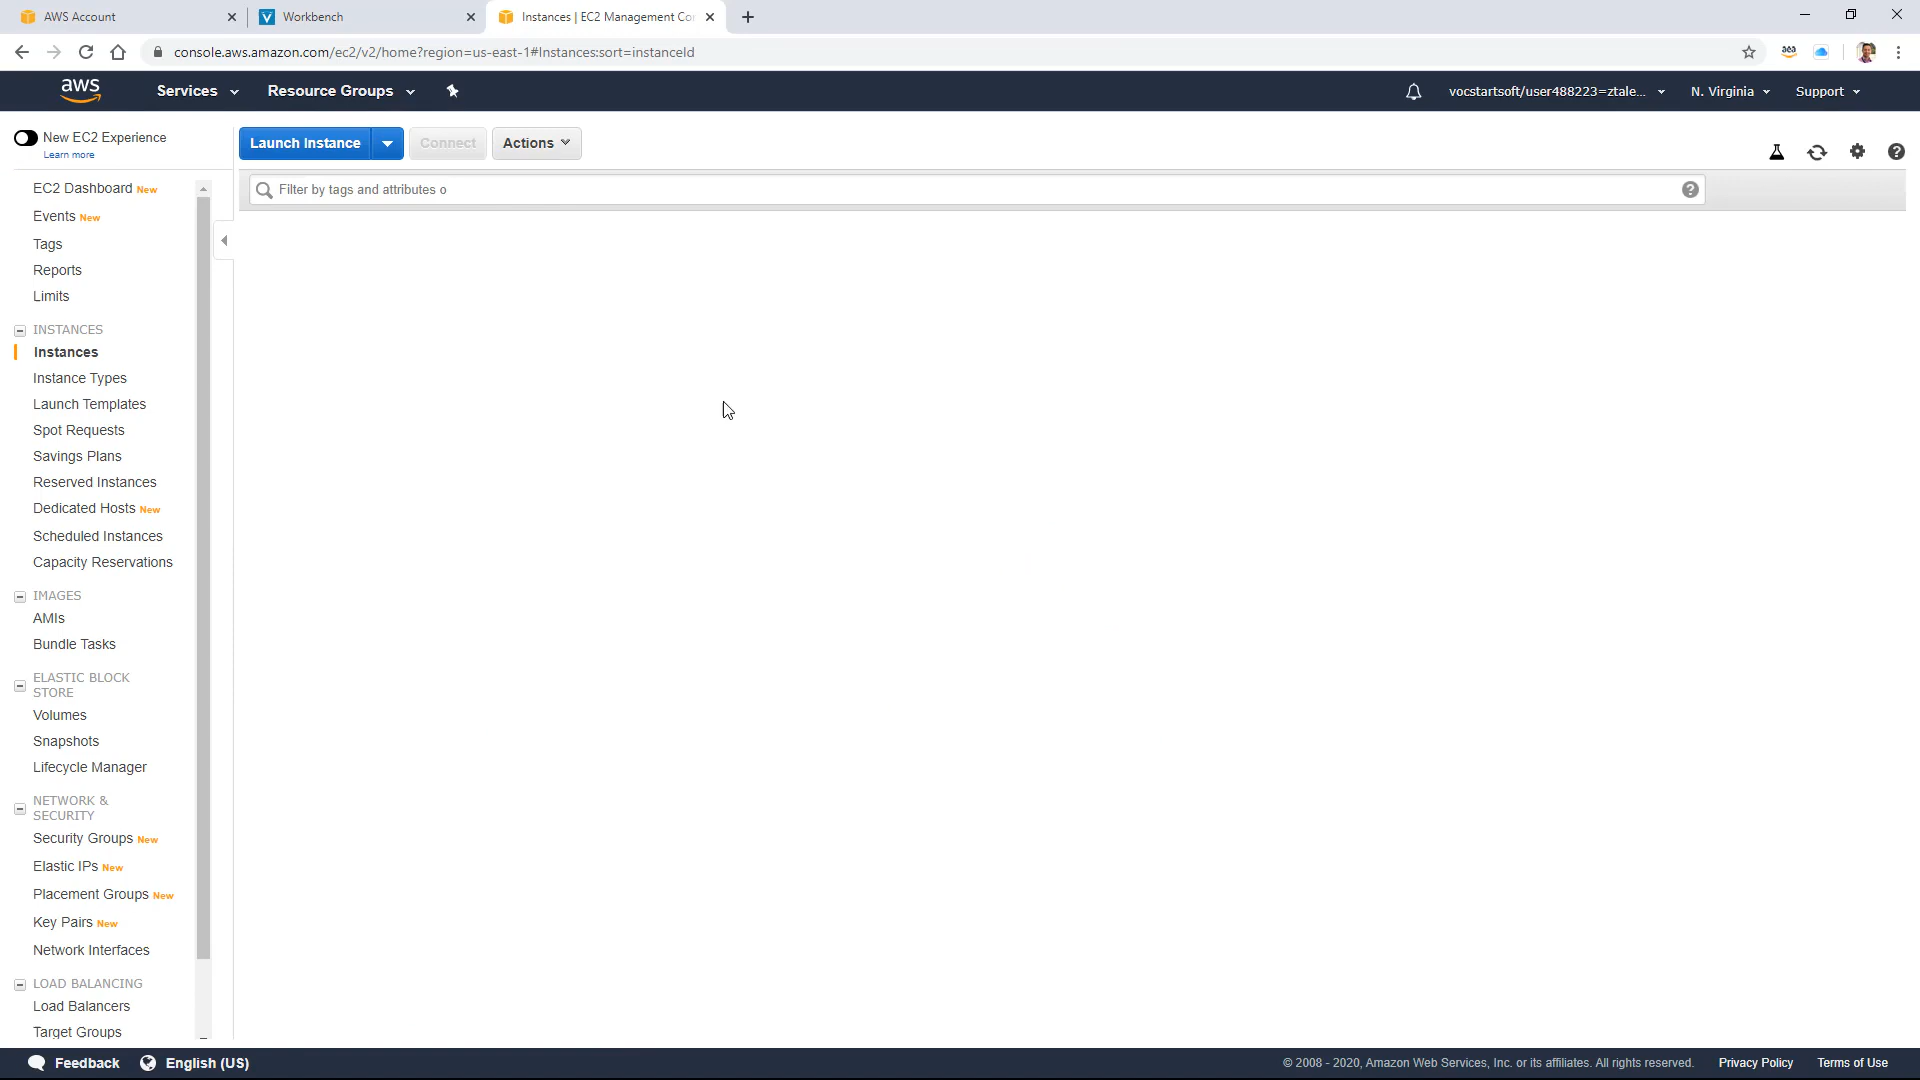 AWS Account
Workbench
Instances | EC2 Management Co
console.aws.amazon.com/ec2/v2/home?region=us-east-1#Instances:sort=instanceId
aws
Services
Resource Groups
vocstartsoft/user488223=ztale...
N. Virginia
Support
New EC2 Experience
Learn more
Launch Instance
Connect
Actions
Filter by tags and attributes o
EC2 Dashboard New
Events New
Tags
Reports
Limits
INSTANCES
Instances
Instance Types
Launch Templates
Spot Requests
Savings Plans
Reserved Instances
Dedicated Hosts New
Scheduled Instances
Capacity Reservations
IMAGES
AMIs
Bundle Tasks
ELASTIC BLOCK
STORE
Volumes
Snapshots
Lifecycle Manager
NETWORK &
SECURITY
Security Groups New
Elastic IPs New
Placement Groups New
Key Pairs New
Network Interfaces
LOAD BALANCING
Load Balancers
Target Groups
Feedback
English (US)
© 2008 - 2020, Amazon Web Services, Inc. or its affiliates. All rights reserved.
Privacy Policy
Terms of Use